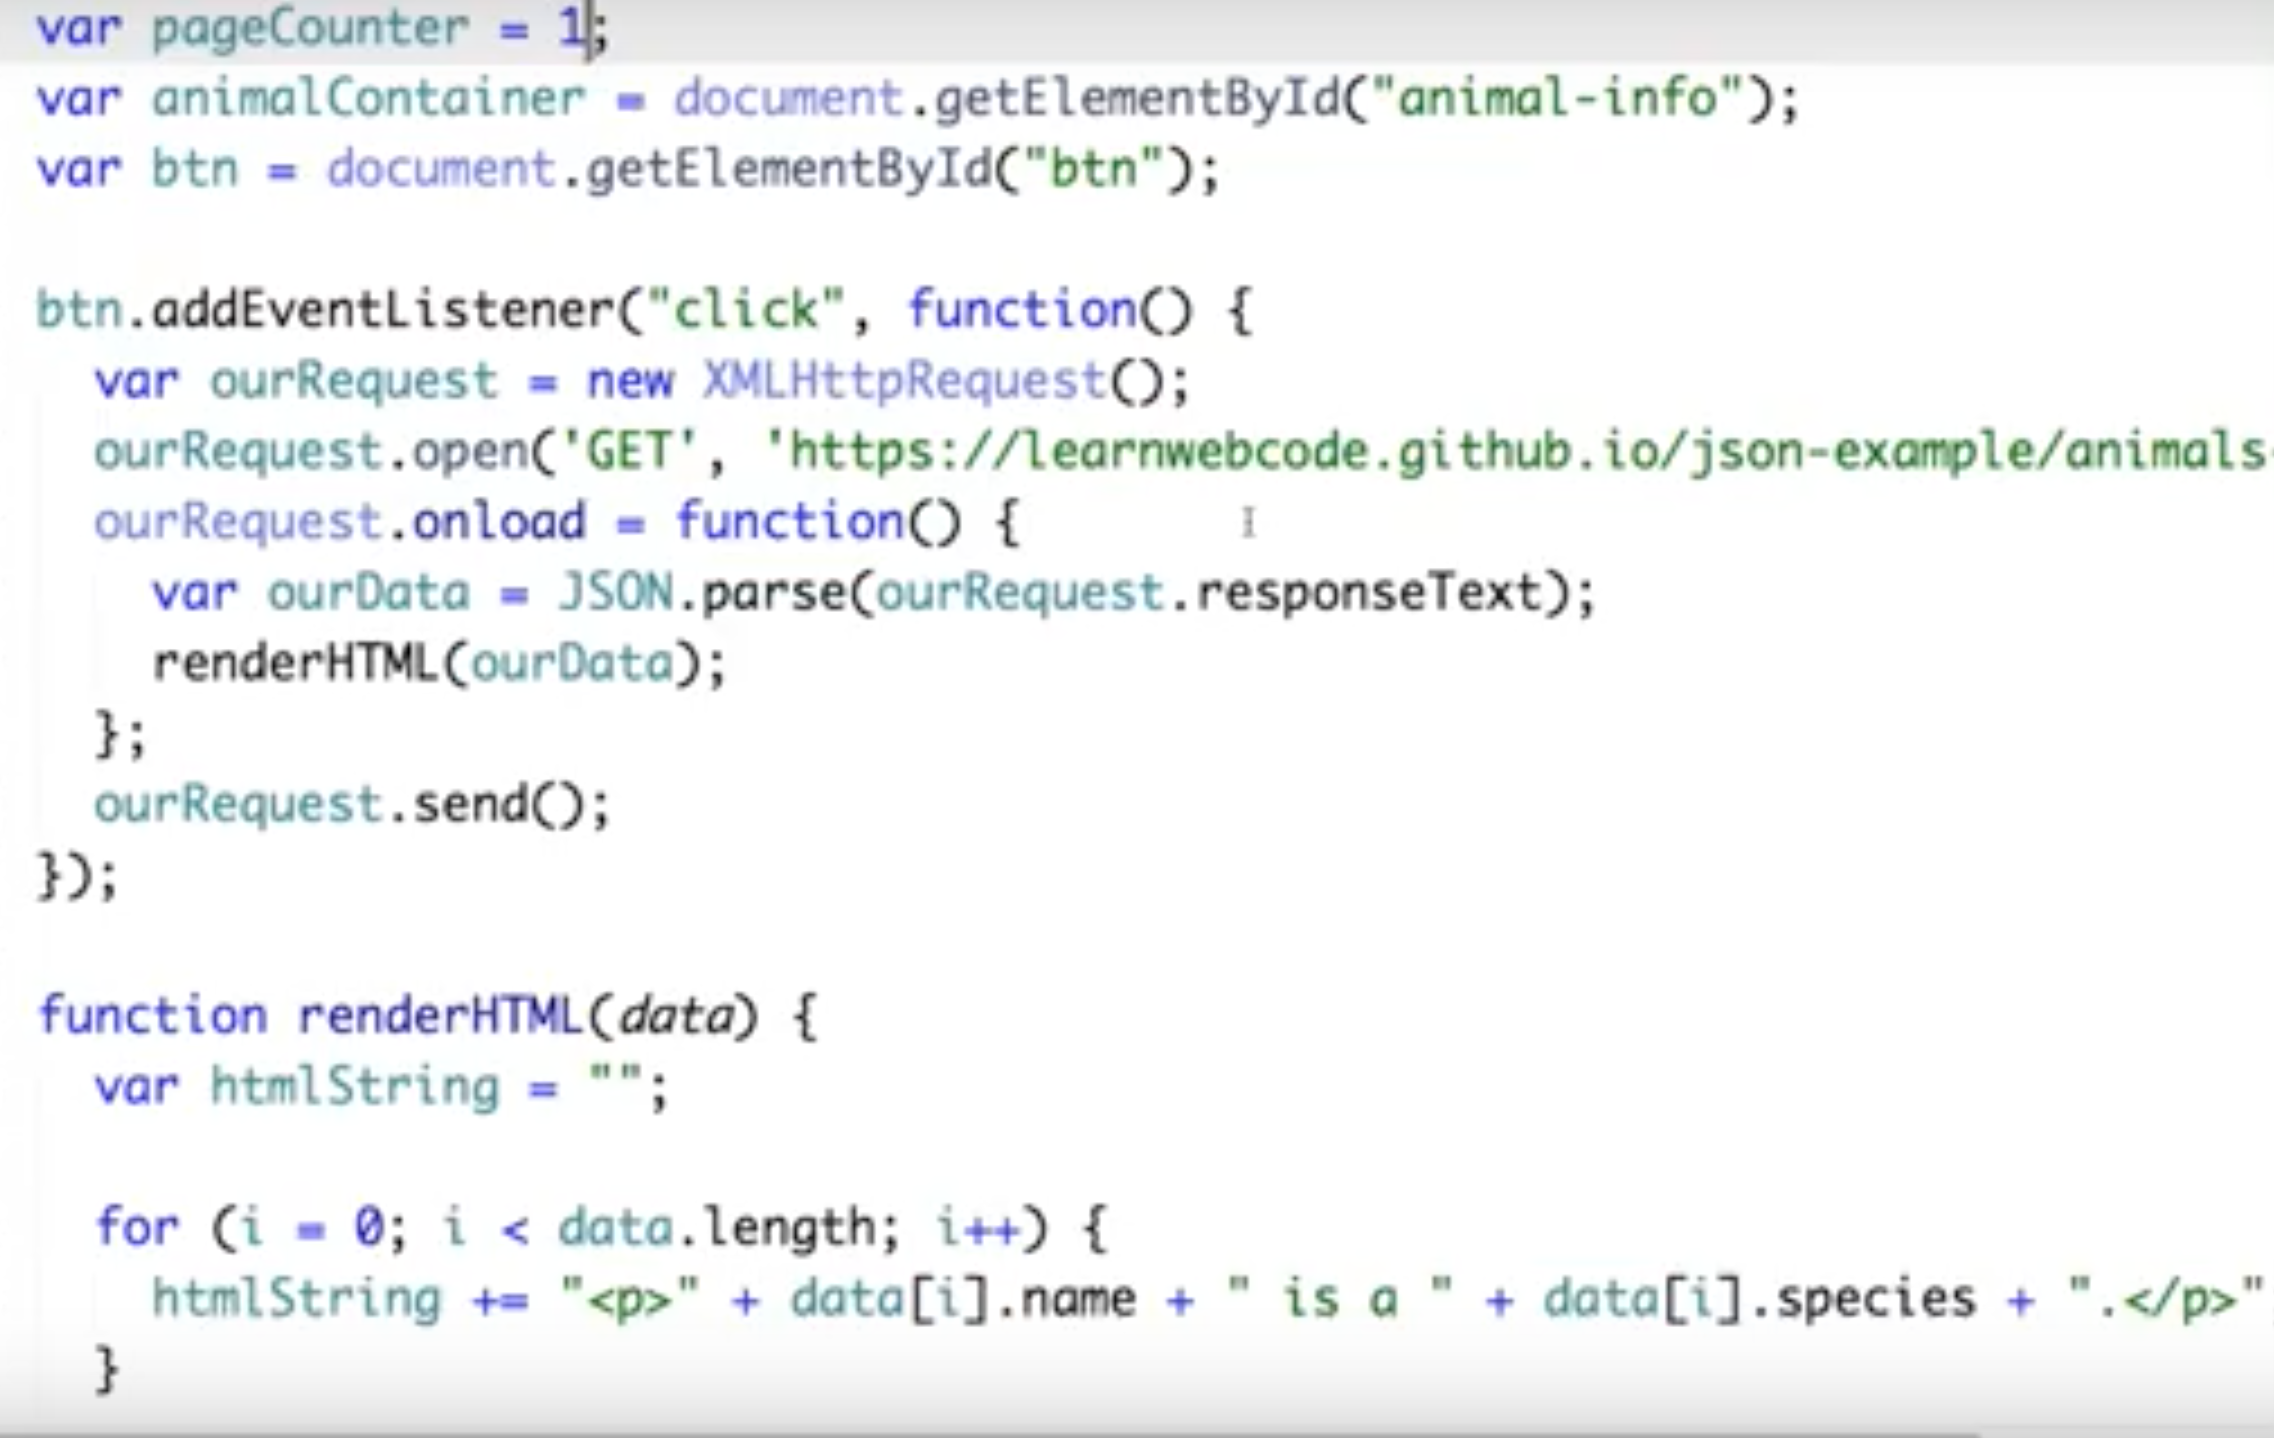 var pageCounter = 1;
var animalContainer = document.getElementById("animal-info");
var btn = document.getElementById("btn");
btn.addEventListener("click", function() {
var ourRequest = new XMLHttpRequest();
ourRequest.open('GET', 'https://learnwebcode.github.io/json-example/animals-
ourRequest.onload = function() {
var ourData = JSON.parse(ourRequest.responseText);
renderHTML(ourData);
};
ourRequest.send();
});
function renderHTML(data) {
var htmlString = "";
for (i = 0; i < data.length; i++) {
htmlString += "<p>" + data[i].name + " is a " + data[i].species + ".</p>"
}